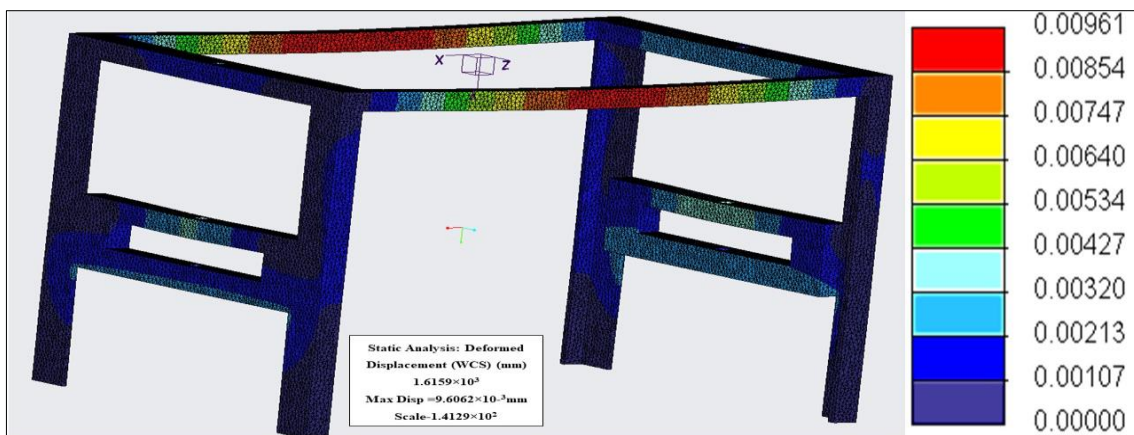 X
Z
Static Analysis: Deformed
Displacement (WCS) (mm)
1.6159×10³
Max Disp =9.6062×10⁻³mm
Scale-1.4129×10²
0.00961
0.00854
0.00747
0.00640
0.00534
0.00427
0.00320
0.00213
0.00107
0.00000